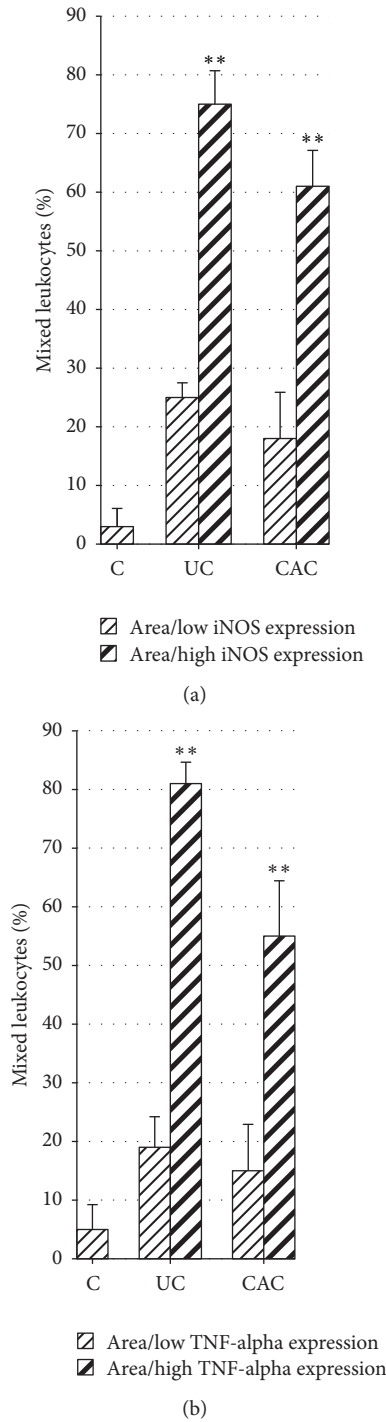 90
80
70
60
50
40
30
20
10
0
Mixed leukocytes (%)
**
**
C UC CAC
Area/low iNOS expression
Area/high iNOS expression
(a)
90
80
70
60
50
40
30
20
10
0
Mixed leukocytes (%)
**
**
C UC CAC
Area/low TNF-alpha expression
Area/high TNF-alpha expression
(b)